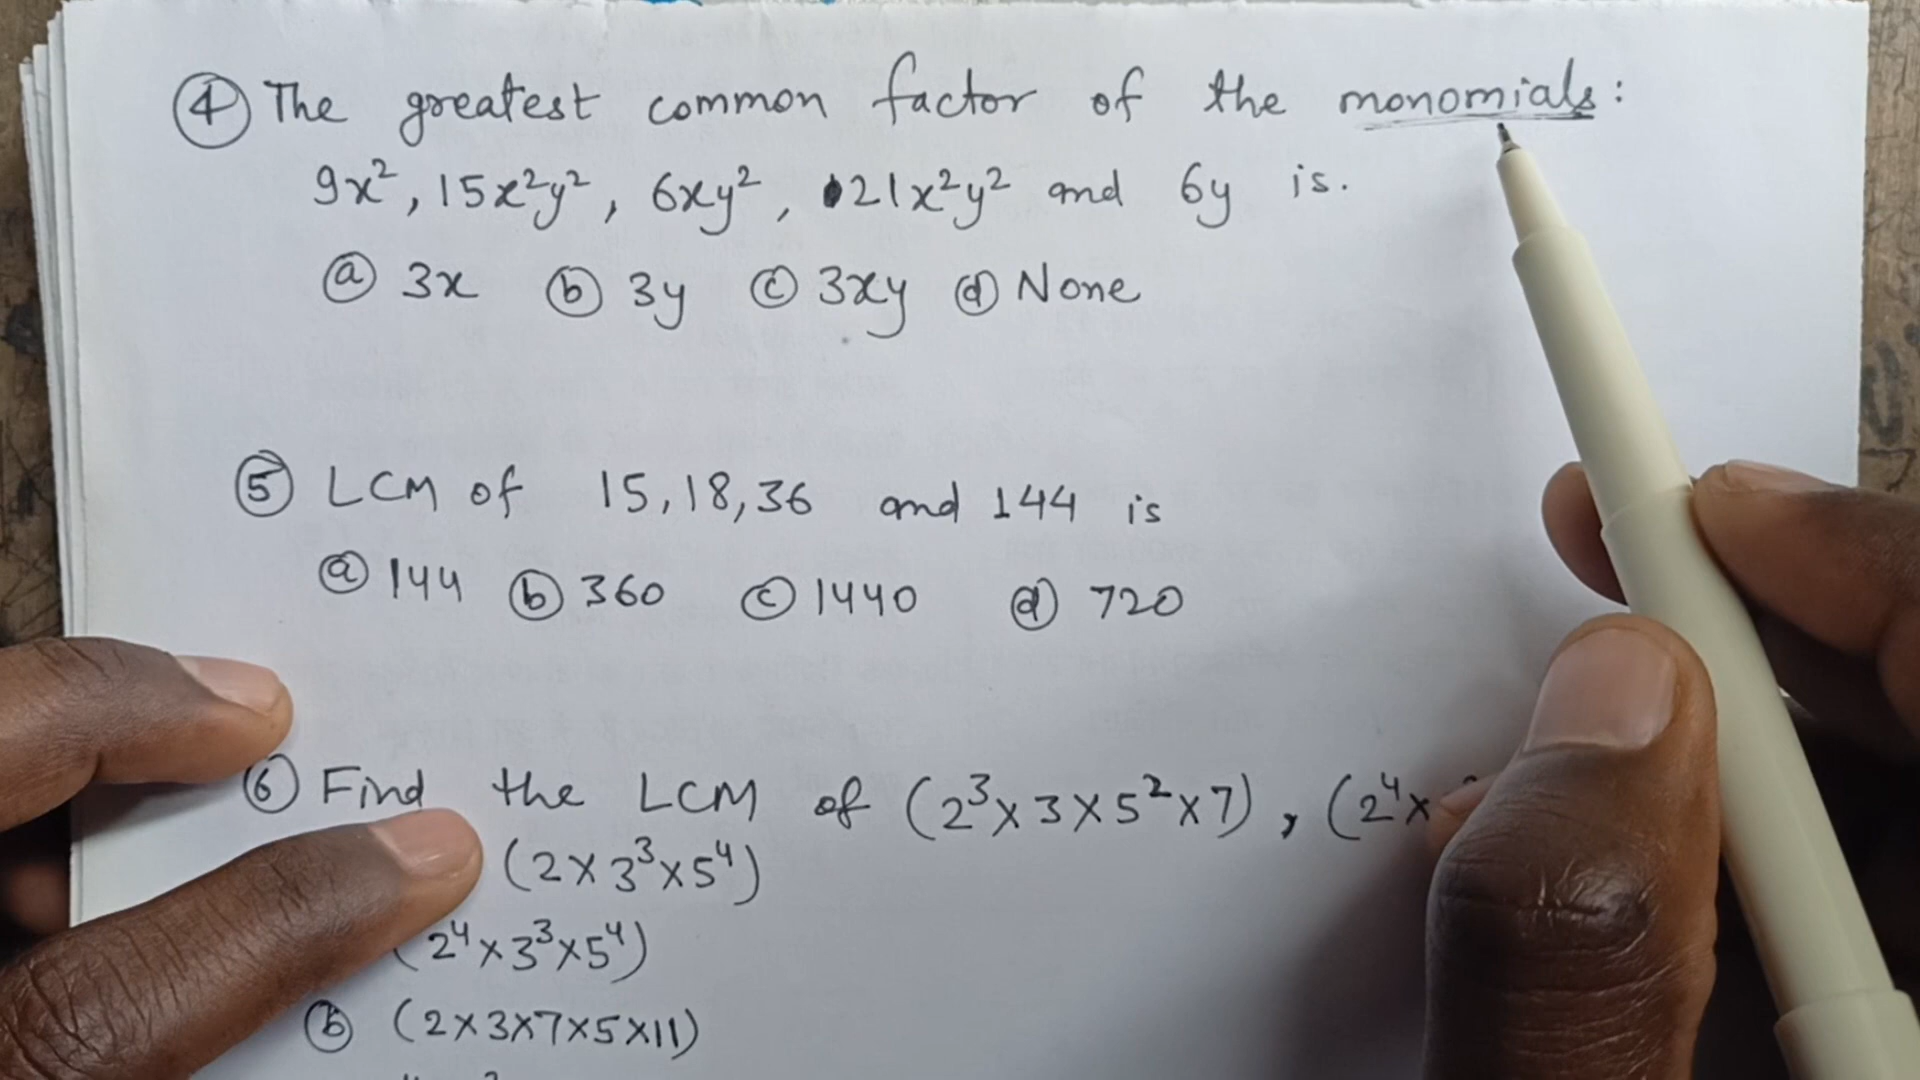 ④ The greatest common factor of the monomials:
9x², 15x²y², 6xy², 21x²y² and 6y is.
ⓐ 3x ⓑ 3y ⓒ 3xy ⓓ None
⑤ LCM of 15, 18, 36 and 144 is
ⓐ 144 ⓑ 360 ⓒ 1440 ⓓ 720
⑥ Find the LCM of (2³×3×5²×7), (2⁴×
(2×3³×5⁴)
(2⁴×3³×5⁴)
ⓑ (2×3×7×5×11)